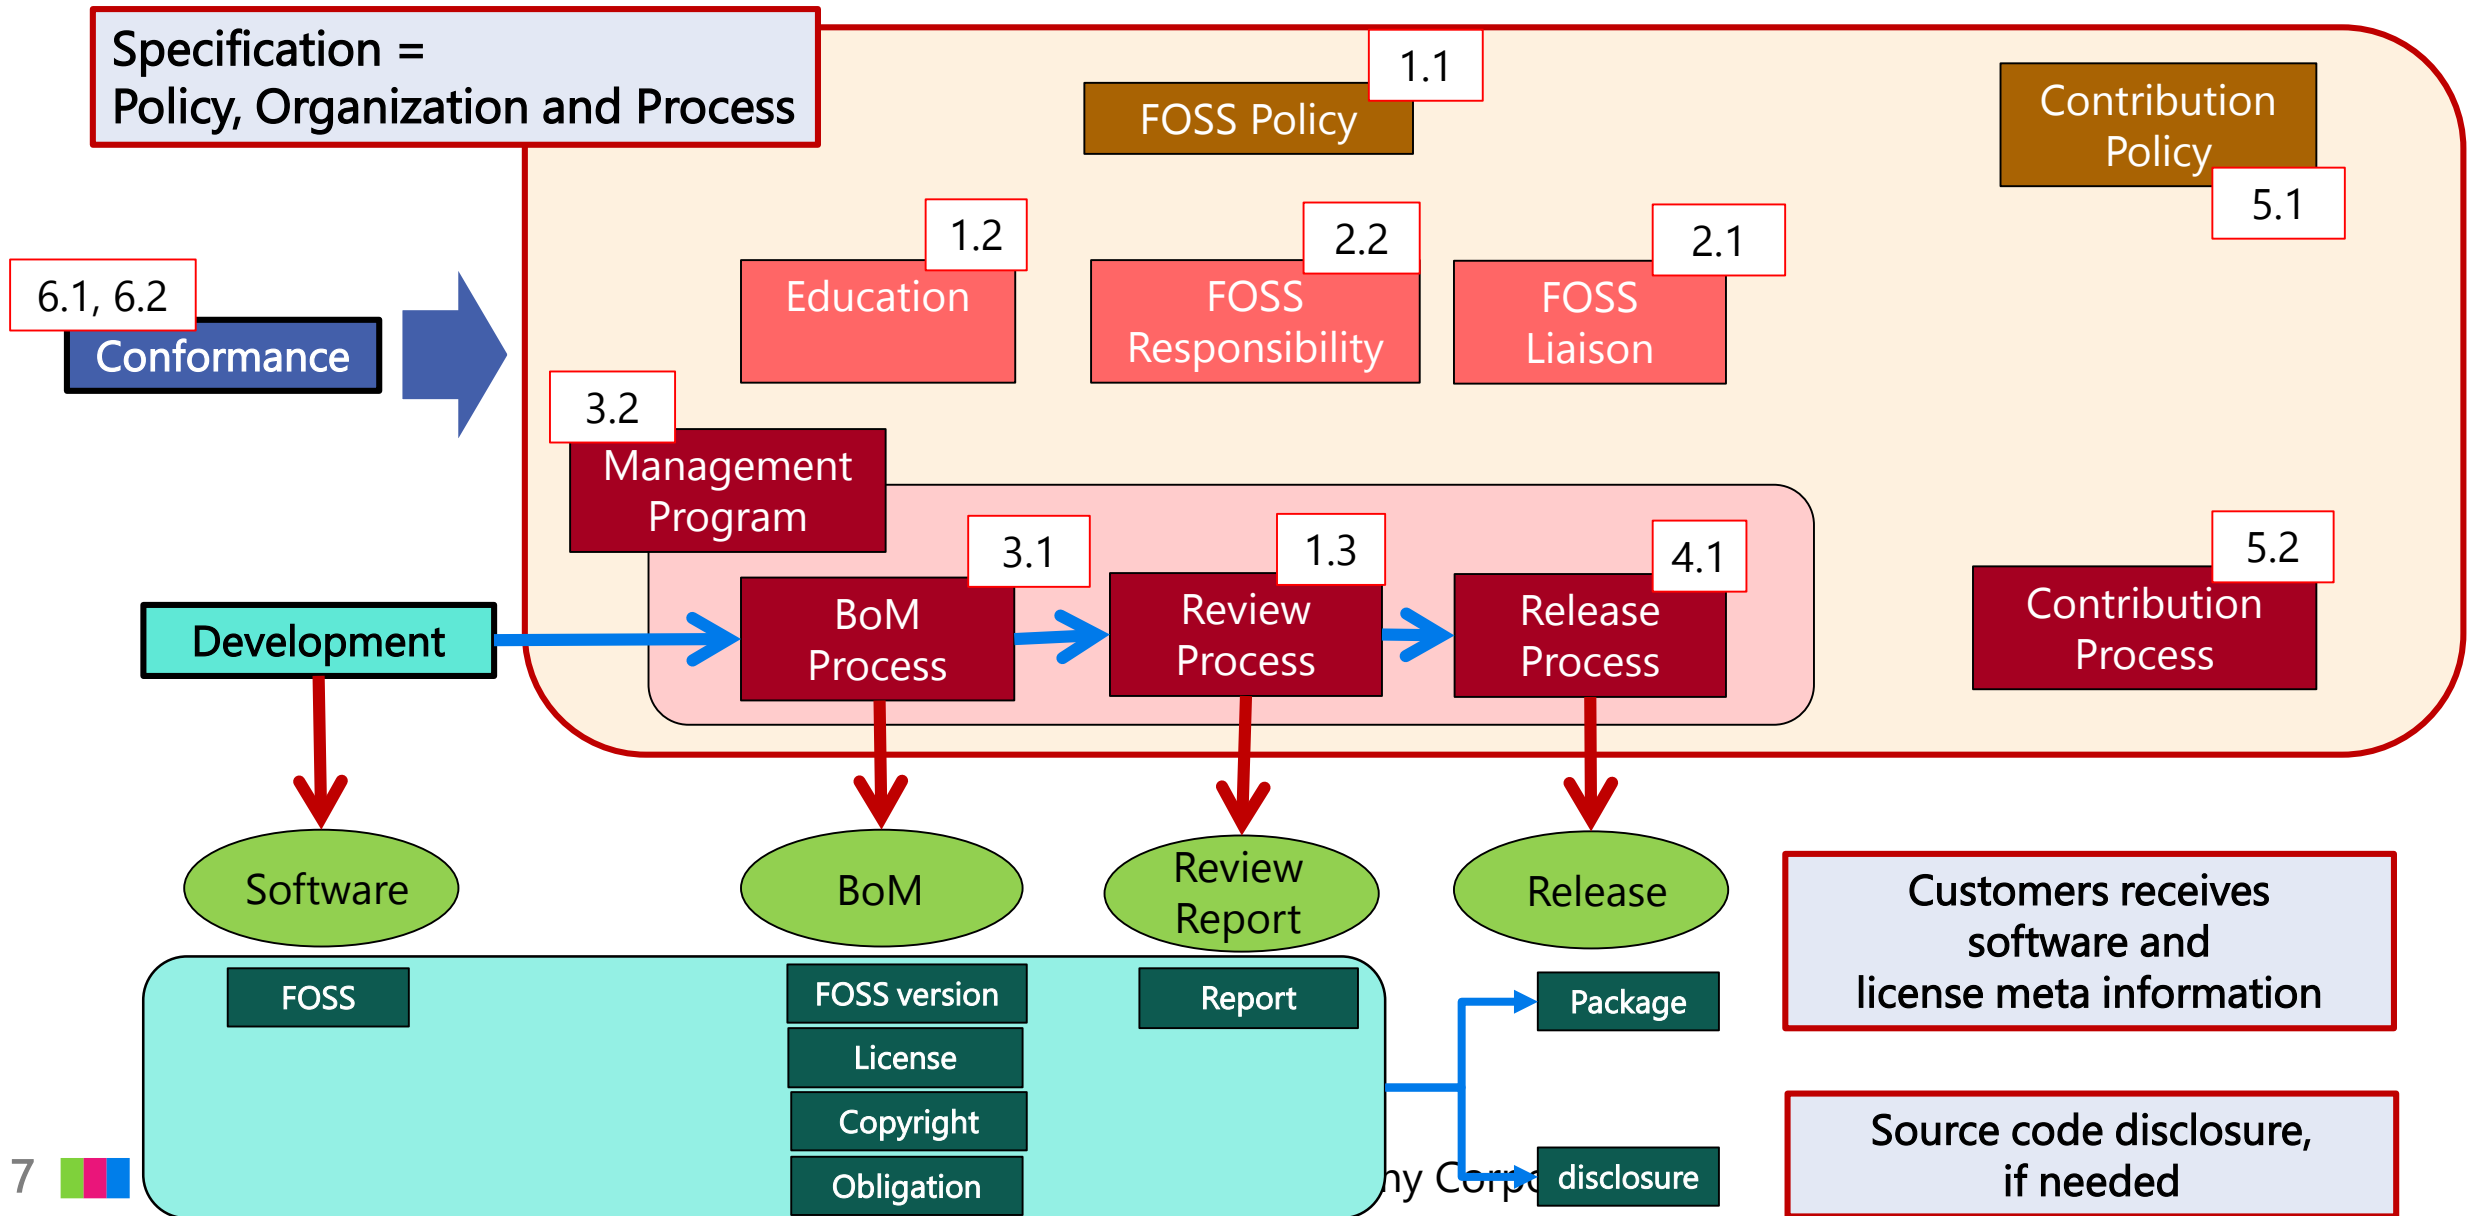 Specification =
Policy, Organization and Process
1.1
FOSS Policy
Contribution
Policy
5.1
1.2
Education
2.2
FOSS
Responsibility
2.1
FOSS
Liaison
6.1, 6.2
Conformance
3.2
Management
Program
3.1
BoM
Process
1.3
Review
Process
4.1
Release
Process
5.2
Contribution
Process
Development
Software
BoM
Review
Report
Release
Customers receives
software and
license meta information
FOSS
FOSS version
License
Copyright
Obligation
Report
Package
disclosure
Source code disclosure,
if needed
7